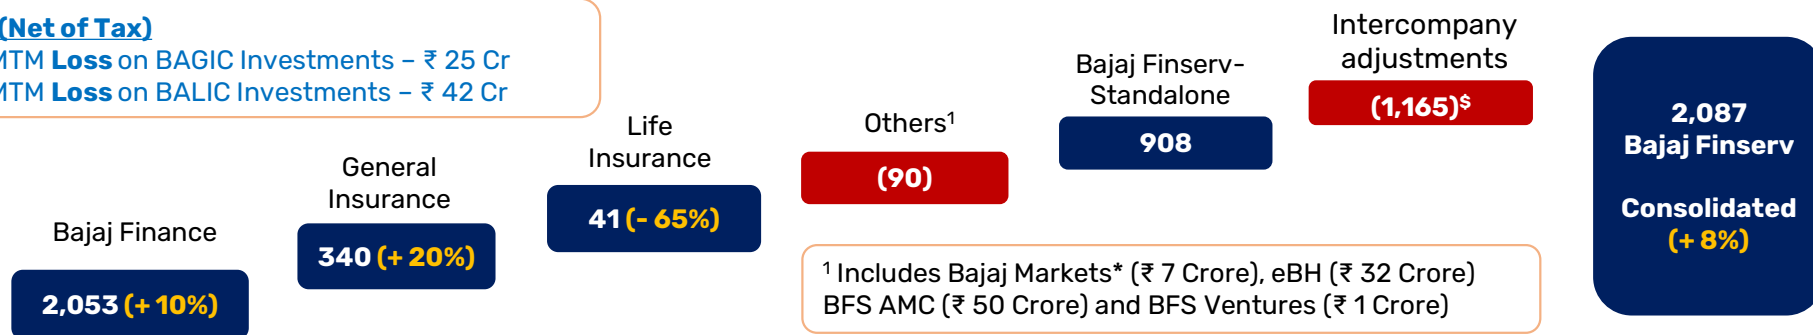 (Net of Tax)
MTM Loss on BAGIC Investments – ₹ 25 Cr
MTM Loss on BALIC Investments – ₹ 42 Cr
Bajaj Finance
2,053 (+ 10%)
General
Insurance
340 (+ 20%)
Life
Insurance
41 (- 65%)
Others¹
(90)
Bajaj Finserv-
Standalone
908
Intercompany
adjustments
(1,165)$
2,087
Bajaj Finserv
Consolidated
(+ 8%)
¹ Includes Bajaj Markets* (₹ 7 Crore), eBH (₹ 32 Crore)
BFS AMC (₹ 50 Crore) and BFS Ventures (₹ 1 Crore)